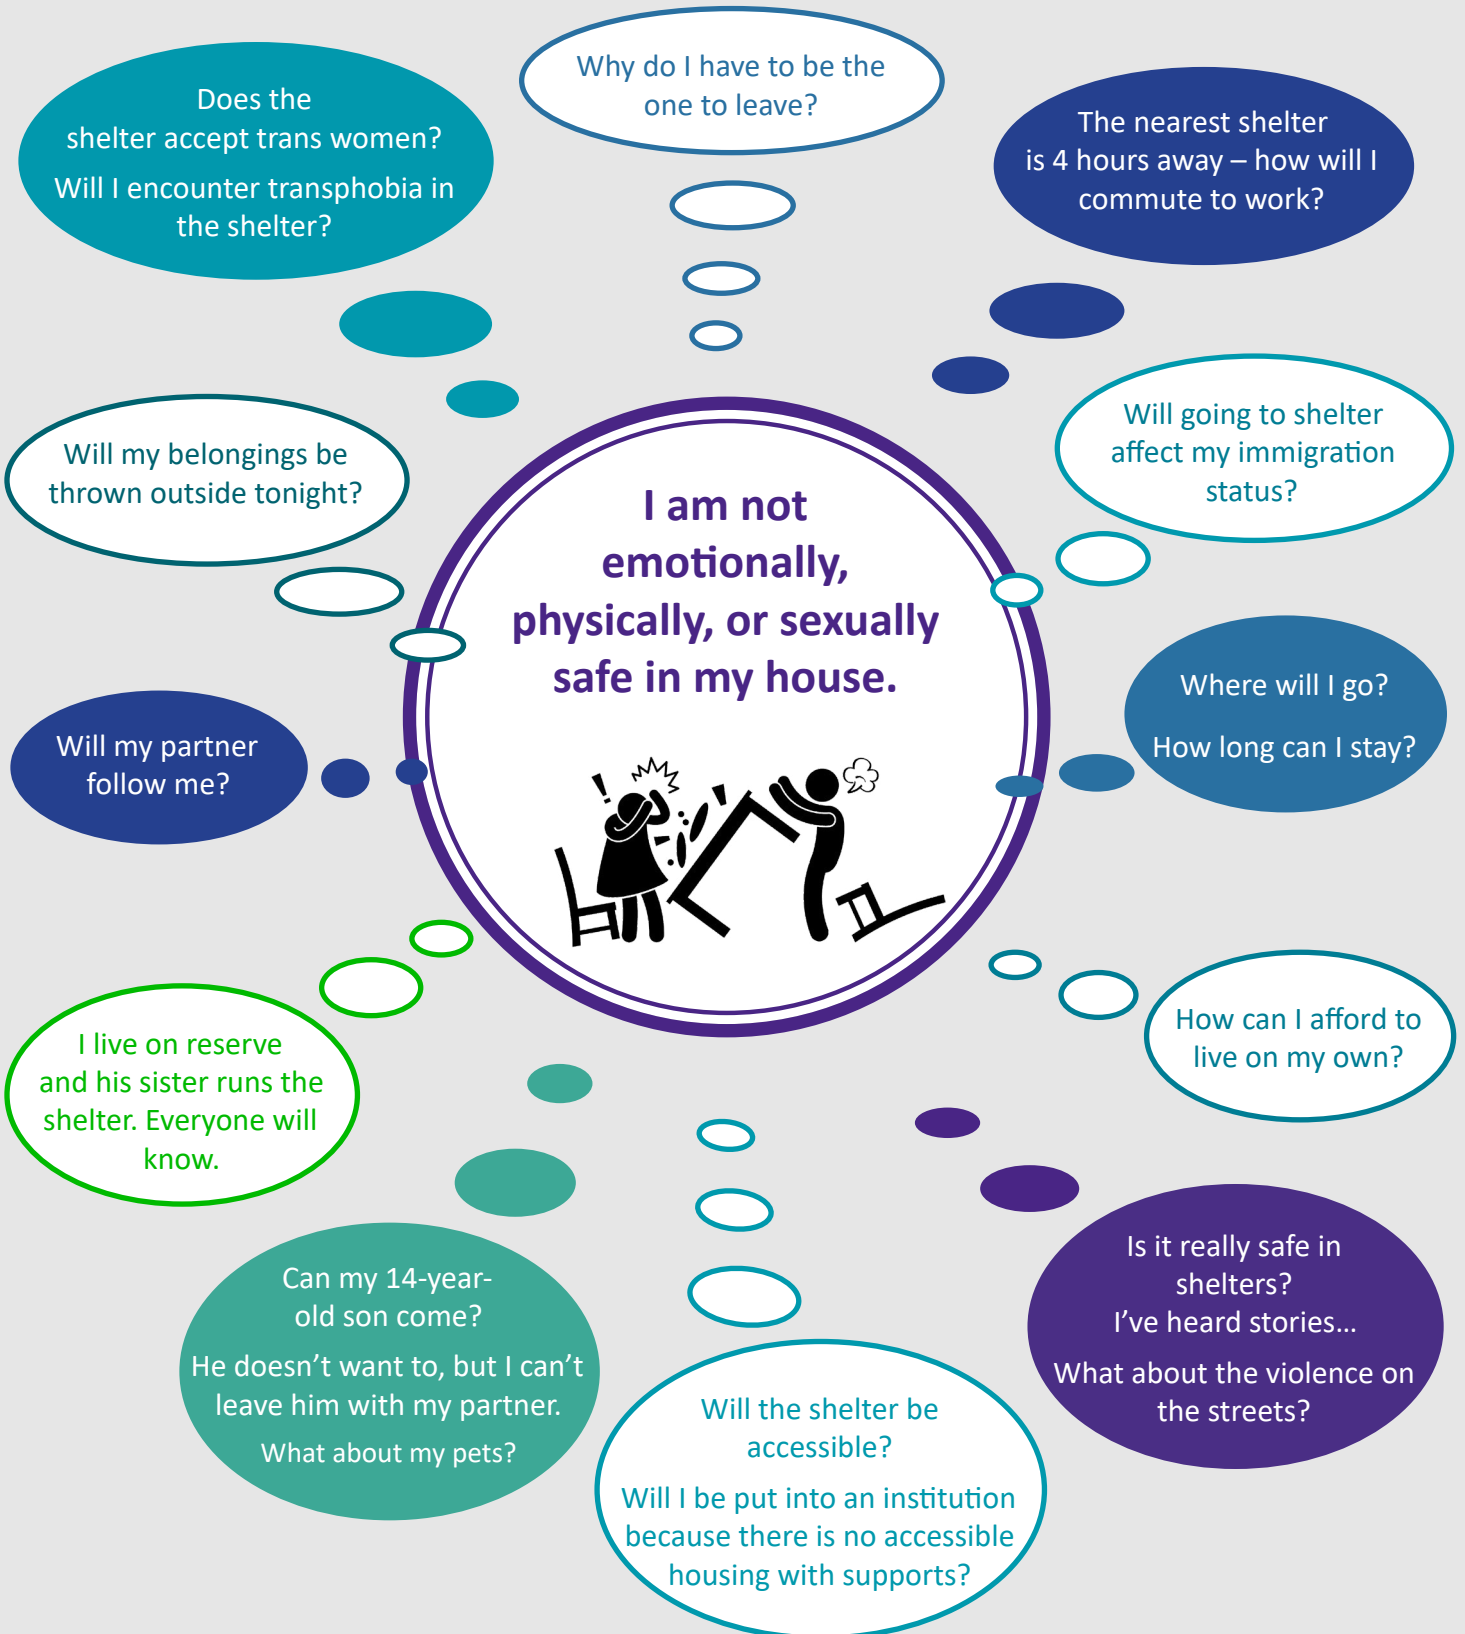 Why do I have to be the
one to leave?
Does the
shelter accept trans women?
Will I encounter transphobia in
the shelter?
The nearest shelter
is 4 hours away – how will I
commute to work?
Will my belongings be
thrown outside tonight?
Will going to shelter
affect my immigration
status?
I am not
emotionally,
physically, or sexually
safe in my house.
Will my partner
follow me?
Where will I go?
How long can I stay?
I live on reserve
and his sister runs the
shelter. Everyone will
know.
How can I afford to
live on my own?
Can my 14-year-
old son come?
He doesn’t want to, but I can’t
leave him with my partner.
What about my pets?
Will the shelter be
accessible?
Will I be put into an institution
because there is no accessible
housing with supports?
Is it really safe in
shelters?
I’ve heard stories...
What about the violence on
the streets?